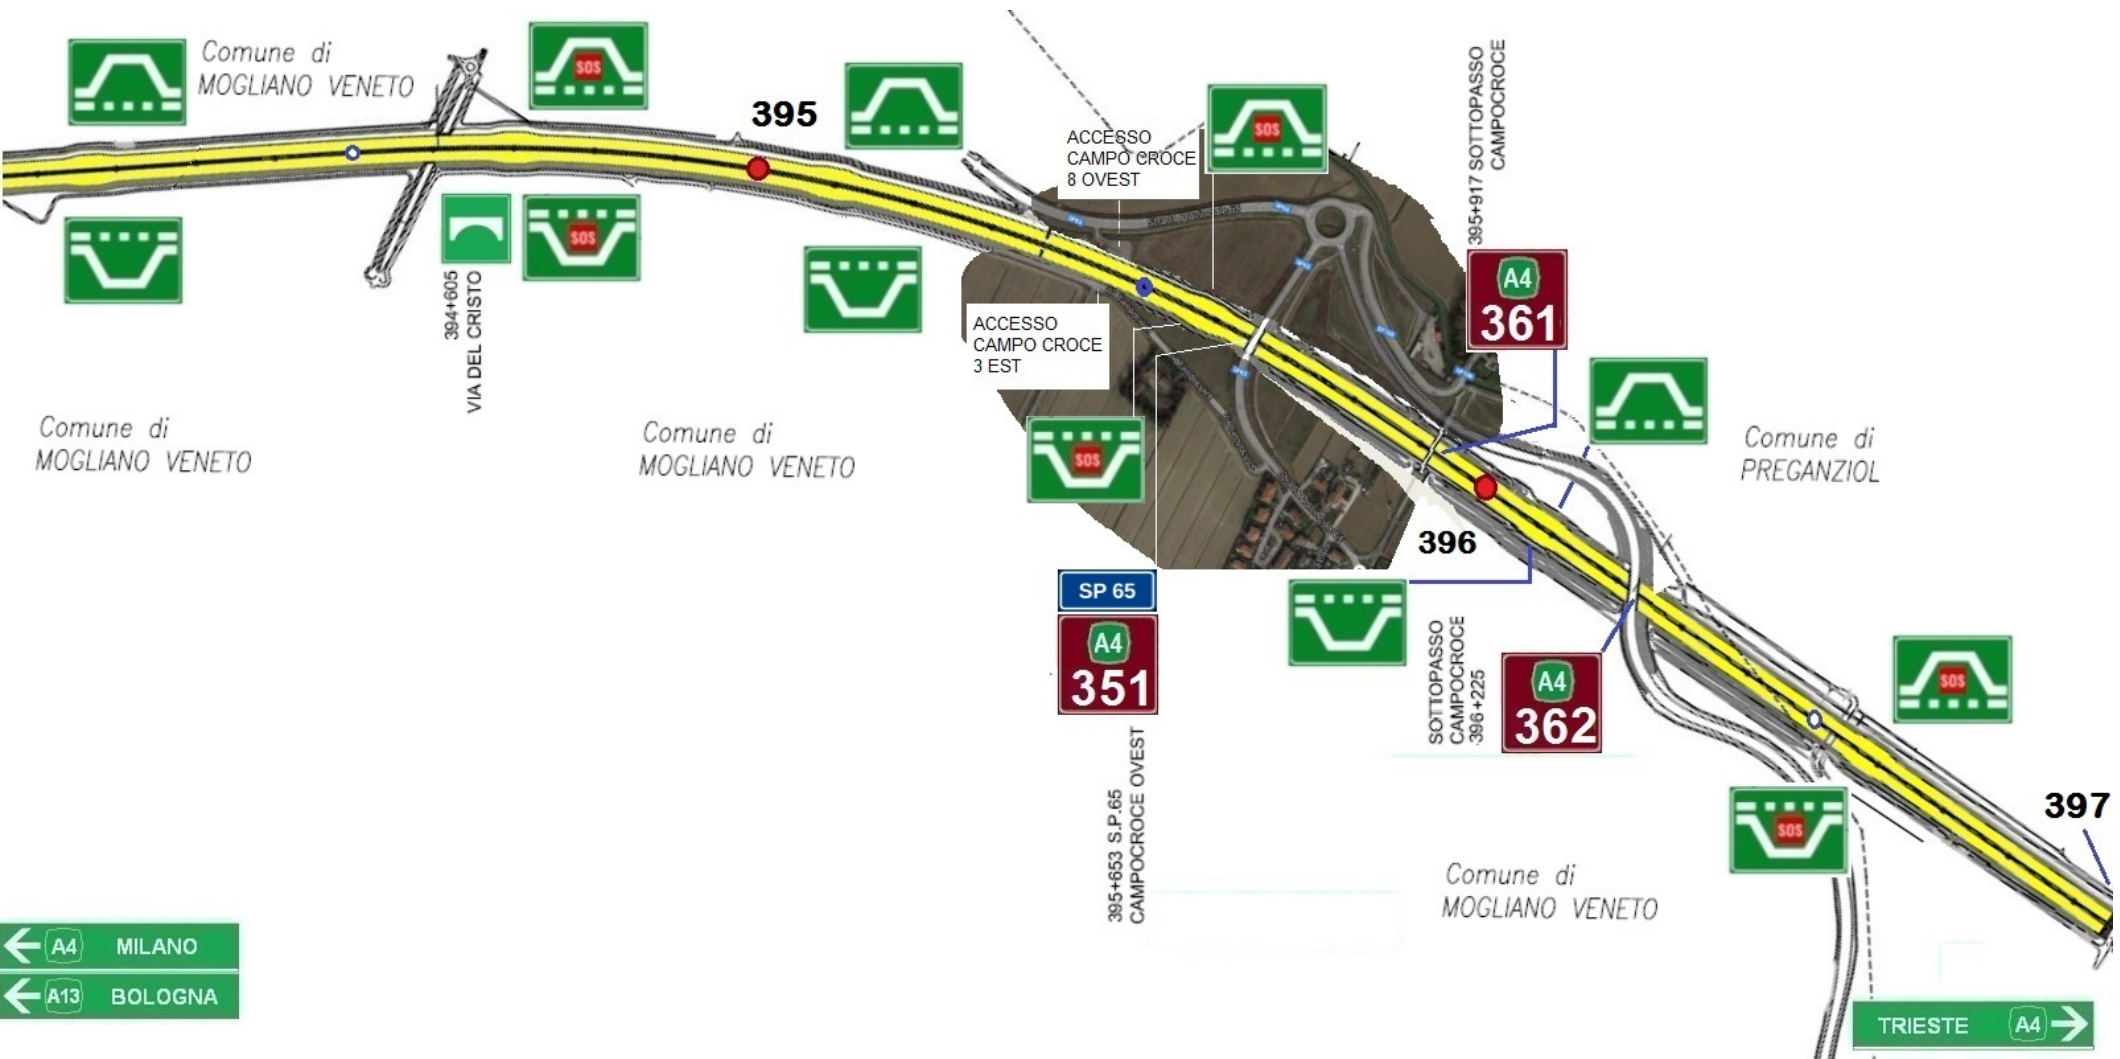 Comune di
MOGLIANO VENETO
SOS
395
ACCESSO
CAMPO CROCE
8 OVEST
SOS
395+917 SOTTOPASSO
CAMPOCROCE
394+605
VIA DEL CRISTO
SOS
ACCESSO
CAMPO CROCE
3 EST
A4
361
SOS
Comune di
MOGLIANO VENETO
Comune di
MOGLIANO VENETO
Comune di
PREGANZIOL
396
SP 65
A4
351
395+653 S.P.65
CAMPOCROCE OVEST
SOTTOPASSO
CAMPOCROCE
396+225
A4
362
SOS
SOS
397
Comune di
MOGLIANO VENETO
A4 MILANO
A13 BOLOGNA
TRIESTE A4